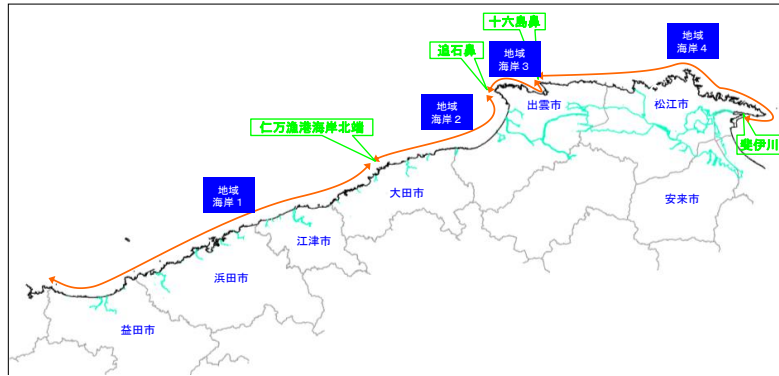 十六島鼻
追石鼻
地域
海岸３
地域
海岸４
地域
海岸２
出雲市
松江市
仁万漁港海岸北端
斐伊川
大田市
安来市
地域
海岸１
江津市
浜田市
益田市